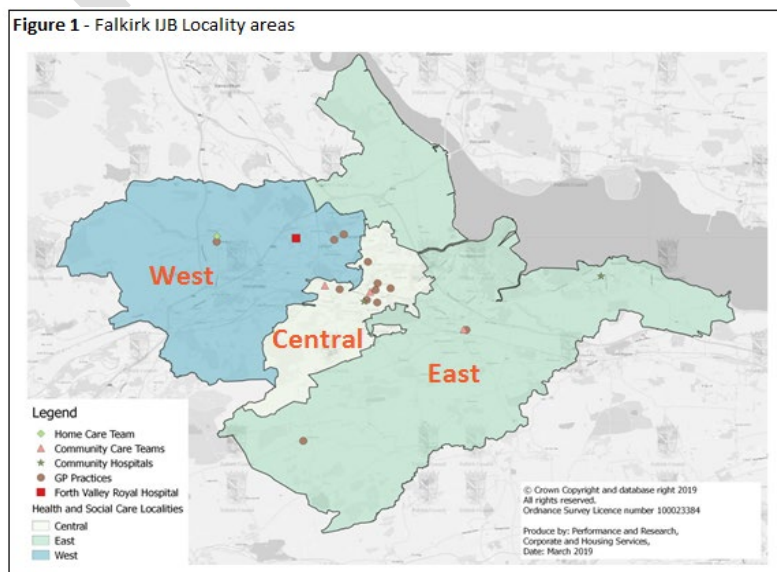 Figure 1 - Falkirk IJB Locality areas
West
Central
East
Legend
Home Care Team
Community Care Teams
Community Hospitals
GP Practices
Forth Valley Royal Hospital
Health and Social Care Localities
Central
East
West
© Crown Copyright and database right 2019
All rights reserved.
Ordnance Survey Licence number 100023384
Produce by: Performance and Research,
Corporate and Housing Services,
Date: March 2019